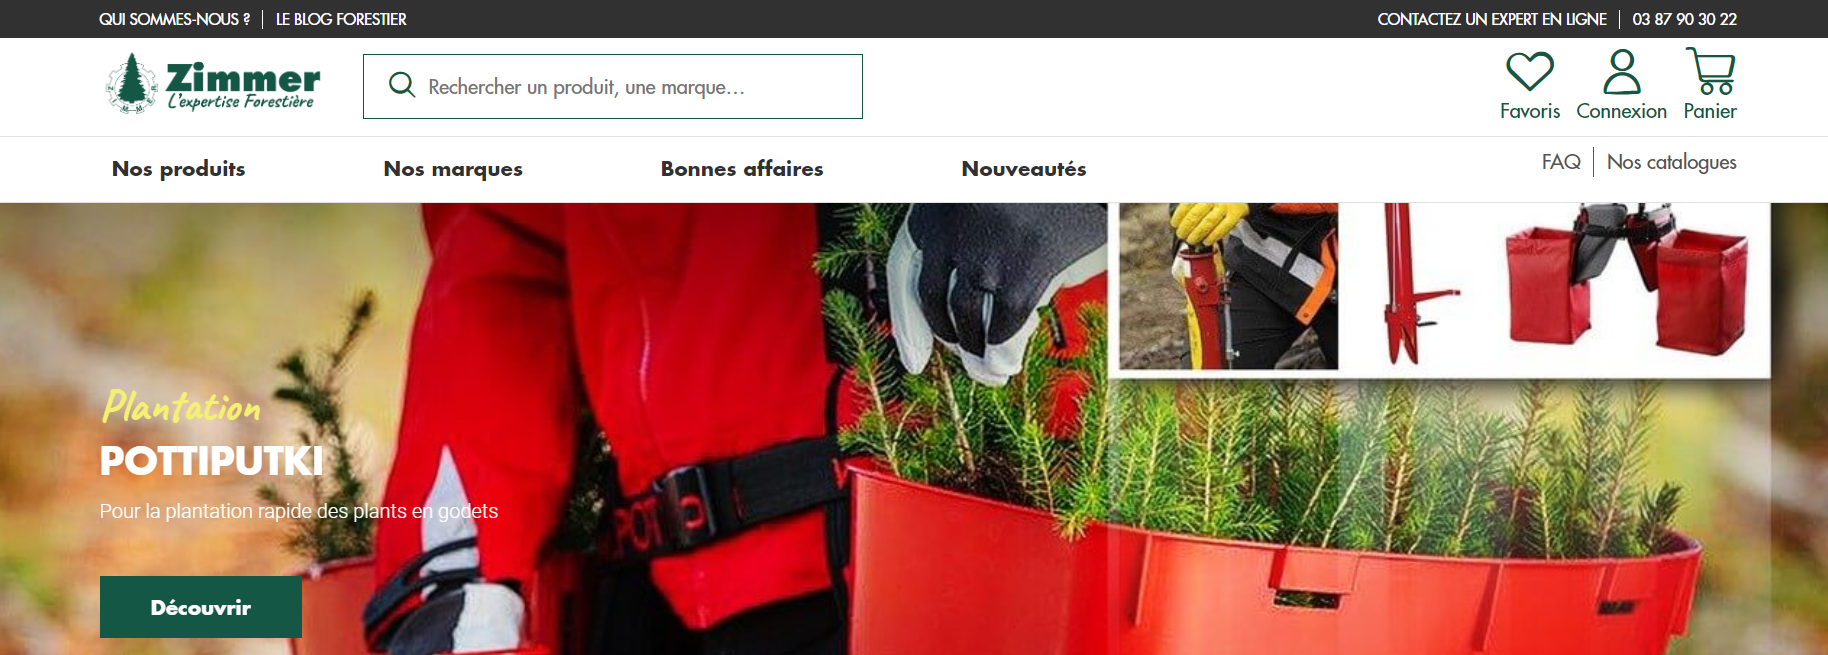 QUI SOMMES-NOUS ? LE BLOG FORESTIER CONTACTEZ UN EXPERT EN LIGNE 03 87 90 30 22
Zimmer
L'expertise Forestière
Rechercher un produit, une marque...
Favoris Connexion Panier
Nos produits Nos marques Bonnes affaires Nouveautés FAQ Nos catalogues
Plantation
POTTIPUTKI
Pour la plantation rapide des plants en godets
Découvrir